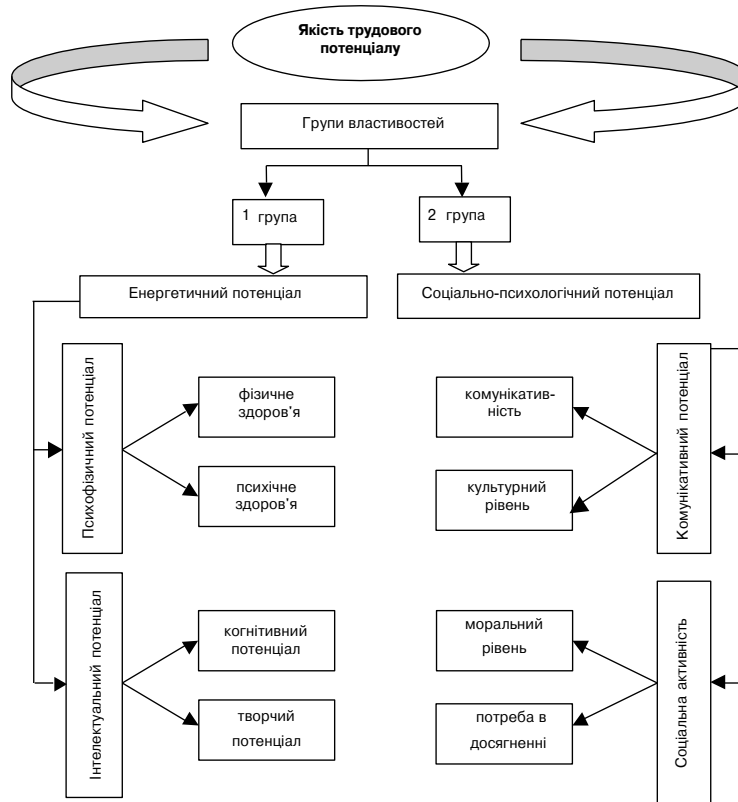 Якість трудового
потенціалу
Групи властивостей
1 група
2 група
Енергетичний потенціал
Соціально-психологічний потенціал
Психофізичний потенціал
фізичне
здоров'я
психічне
здоров'я
комунікатив-
ність
культурний
рівень
Комунікативний потенціал
Інтелектуальний потенціал
когнітивний
потенціал
творчий
потенціал
моральний
рівень
потреба в
досягненні
Соціальна активність